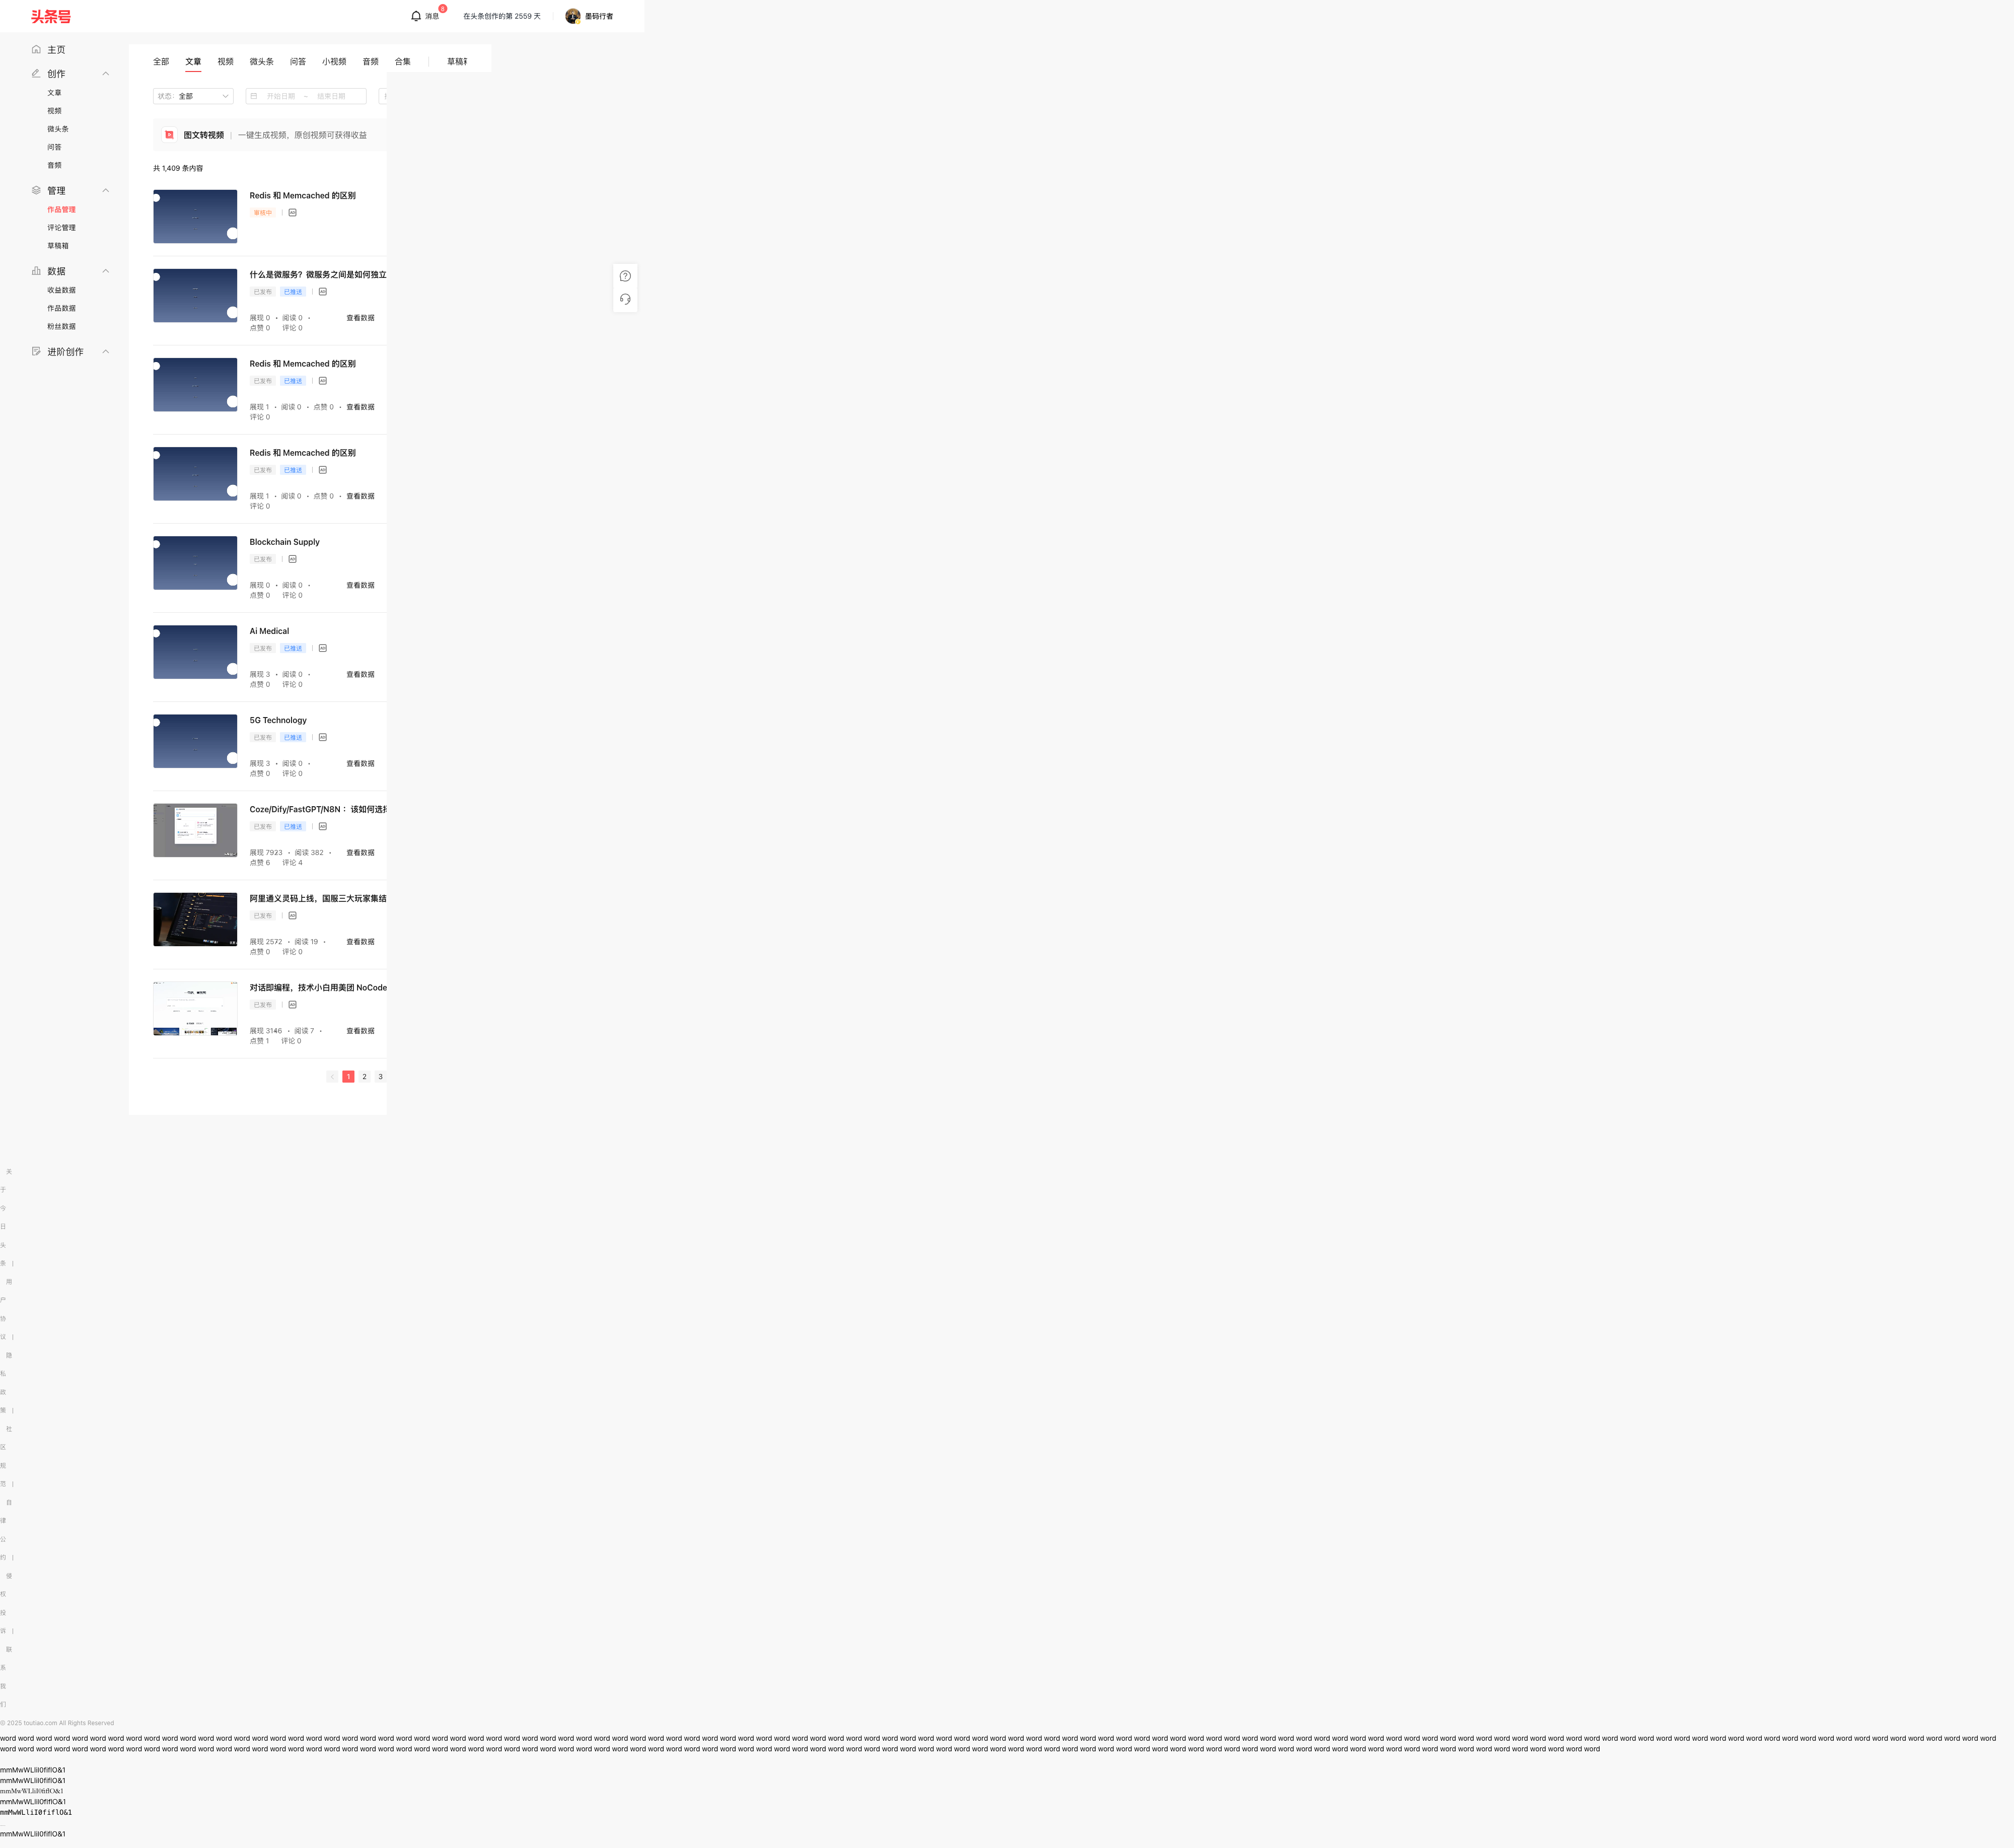 头条号
消息
8
在头条创作的第 2559 天
墨码行者
主页
创作
文章
视频
微头条
问答
音频
管理
作品管理
评论管理
草稿箱
数据
收益数据
作品数据
粉丝数据
进阶创作
全部 文章 视频 微头条 问答 小视频 音频 合集 草稿
状态: 全部
开始日期 ~ 结束日期
图文转视频 | 一键生成视频，原创视频可获得收益
共 1,409 条内容
Redis 和 Memcached 的区别
审核中
什么是微服务？微服务之间是如何独立
已发布 已推送
展现 0 · 阅读 0 · 查看数据
点赞 0 评论 0
Redis 和 Memcached 的区别
已发布 已推送
展现 1 · 阅读 0 · 点赞 0 · 查看数据
评论 0
Redis 和 Memcached 的区别
已发布 已推送
展现 1 · 阅读 0 · 点赞 0 · 查看数据
评论 0
Blockchain Supply
已发布
展现 0 · 阅读 0 · 查看数据
点赞 0 评论 0
Ai Medical
已发布 已推送
展现 3 · 阅读 0 · 查看数据
点赞 0 评论 0
5G Technology
已发布 已推送
展现 3 · 阅读 0 · 查看数据
点赞 0 评论 0
Coze/Dify/FastGPT/N8N： 该如何选择
已发布 已推送
展现 7923 · 阅读 382 · 查看数据
点赞 6 评论 4
阿里通义灵码上线，国服三大玩家集结
已发布
展现 2572 · 阅读 19 · 查看数据
点赞 0 评论 0
对话即编程，技术小白用美团 NoCode
已发布
展现 3146 · 阅读 7 · 查看数据
点赞 1 评论 0
1 2 3
关
于
今
日
头
条 |
用
户
协
议 |
隐
私
政
策 |
社
区
规
范 |
自
律
公
约 |
侵
权
投
诉 |
联
系
我
们
© 2025 toutiao.com All Rights Reserved
word word word word word word word word word word word word word word word word word word word word word word word word word word word word word word word word word word word word word word word word word word word word word word word word word word word word word word word word word word word word word word word word word word word word word word word word word word word word word word word word word word word word word word word word word word word word word word word word word word word word word word word word word word word
word word word word word word word word word word word word word word word word word word word word word word word word word word word word word word word word word word word word word word word word word word word word word word word word word word word word word word word word word word word word word word word word word word word word word word word word word word word word word word word word word word word word word
mmMwWLliI0fiflO&1
mmMwWLliI0fiflO&1
mmMwWLliI0fiflO&1
mmMwWLliI0fiflO&1
mmMwWLliI0fiflO&1
mmMwWLliI0fiflO&1